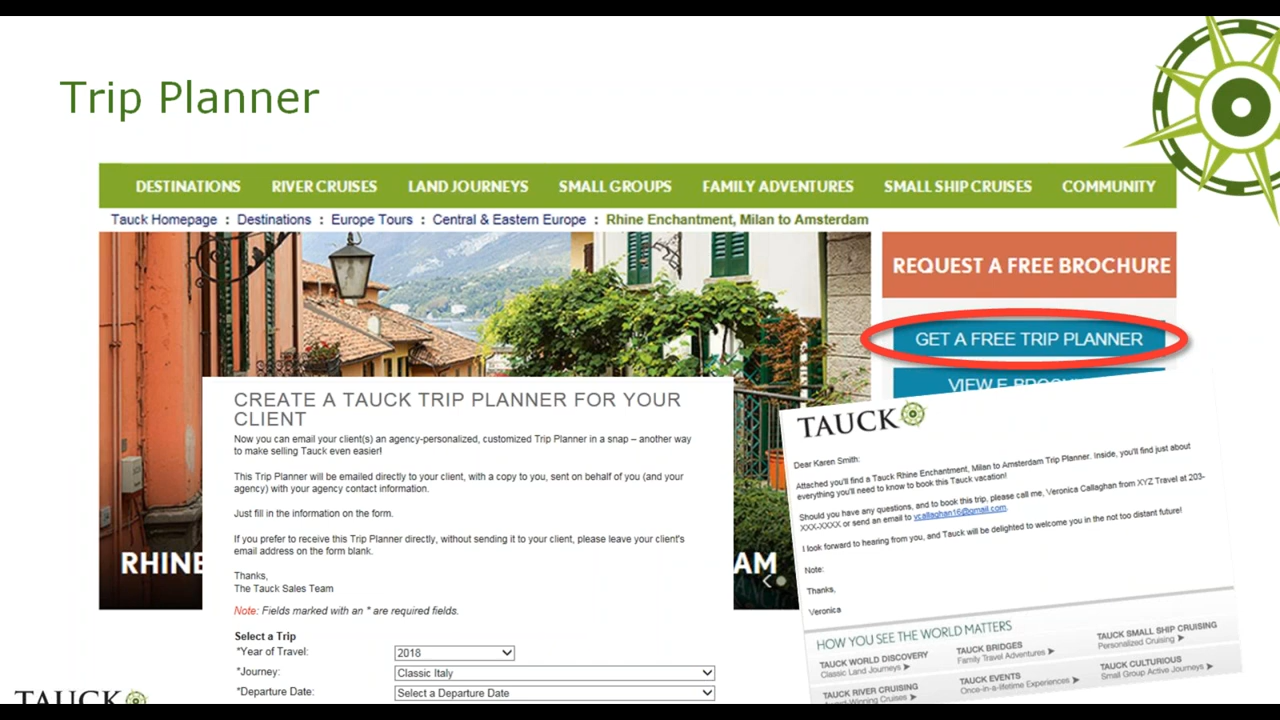 Trip Planner
DESTINATIONS RIVER CRUISES LAND JOURNEYS SMALL GROUPS FAMILY ADVENTURES SMALL SHIP CRUISES COMMUNITY
Tauck Homepage : Destinations : Europe Tours : Central & Eastern Europe : Rhine Enchantment, Milan to Amsterdam
REQUEST A FREE BROCHURE
GET A FREE TRIP PLANNER
VIEW E-BROCHU
RHINE
AM
CREATE A TAUCK TRIP PLANNER FOR YOUR
CLIENT
Now you can email your client(s) an agency-personalized, customized Trip Planner in a snap – another way
to make selling Tauck even easier!
This Trip Planner will be emailed directly to your client, with a copy to you, sent on behalf of you (and your
agency) with your agency contact information.
Just fill in the information on the form.
If you prefer to receive this Trip Planner directly, without sending it to your client, please leave your client's
email address on the form blank.
Thanks,
The Tauck Sales Team
Note: Fields marked with an * are required fields.
Select a Trip
*Year of Travel: 2018
*Journey: Classic Italy
*Departure Date: Select a Departure Date
TAUCK
Dear Karen Smith:
Attached you'll find a Tauck Rhine Enchantment, Milan to Amsterdam Trip Planner. Inside, you'll find just about
everything you'll need to know to book this Tauck vacation!
Should you have any questions, and to book this trip, please call me, Veronica Callaghan from XYZ Travel at 203-
XXX-XXXX or send an email to vcallaghan16@gmail.com.
I look forward to hearing from you, and Tauck will be delighted to welcome you in the not too distant future!
Note:
Thanks,
Veronica
HOW YOU SEE THE WORLD MATTERS
TAUCK WORLD DISCOVERY TAUCK BRIDGES TAUCK SMALL SHIP CRUISING
Classic Land Journeys Family Travel Adventures Personalized Cruising
TAUCK RIVER CRUISING TAUCK EVENTS TAUCK CULTURIOUS
Award-Winning Cruises Once-in-a-lifetime Experiences Small Group Active Journeys
TAUCK